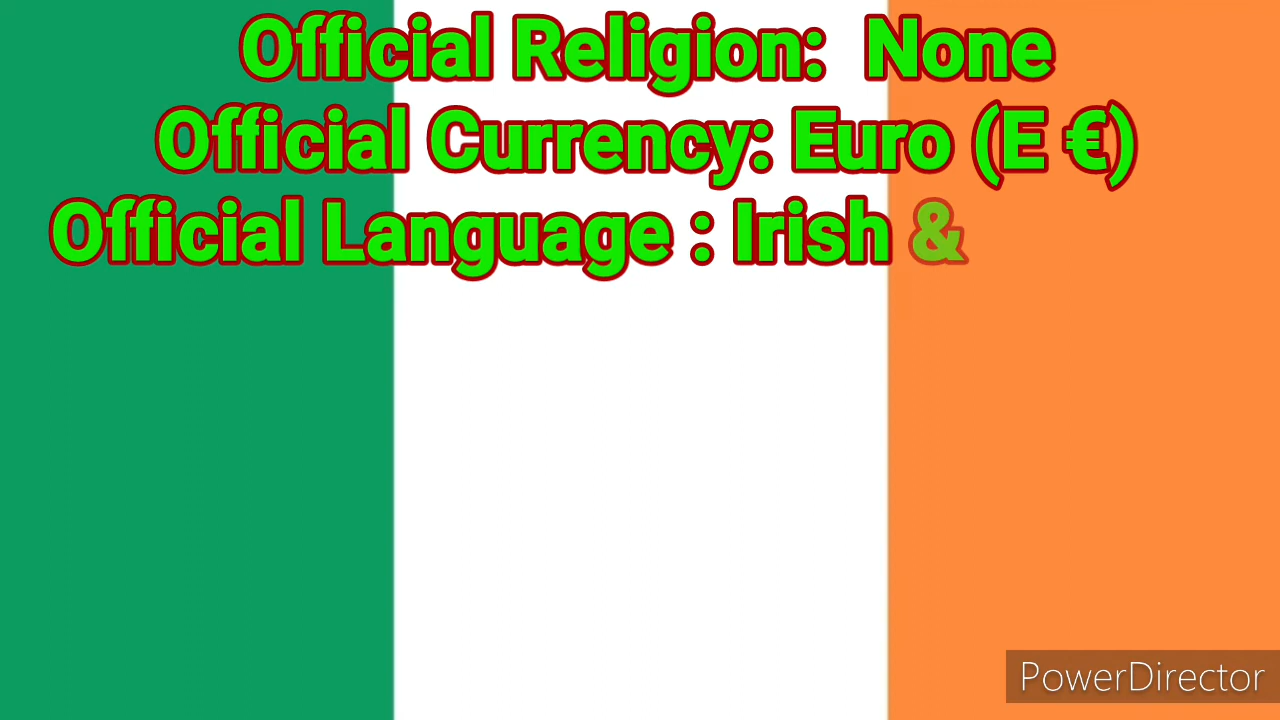 Official Religion:  None
Official Currency: Euro (E €)
Official Language : Irish &
PowerDirector